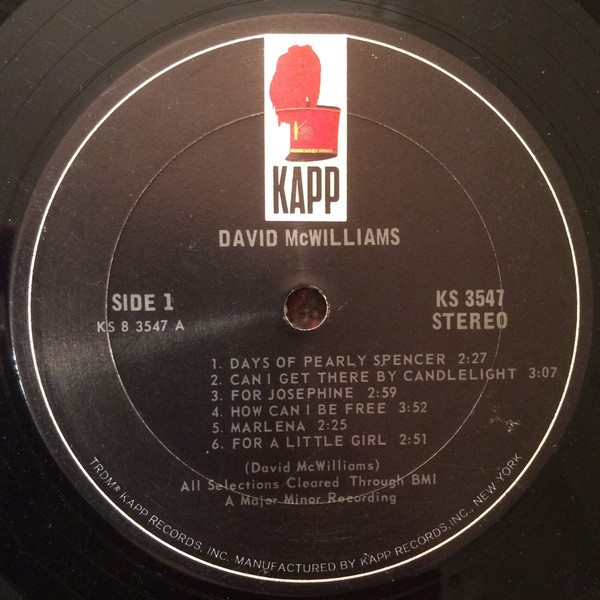 KAPP
DAVID McWILLIAMS
SIDE 1
KS 8 3547 A
KS 3547
STEREO
1. DAYS OF PEARLY SPENCER 2:27
2. CAN I GET THERE BY CANDLELIGHT 3:07
3. FOR JOSEPHINE 2:59
4. HOW CAN I BE FREE 3:52
5. MARLENA 2:25
6. FOR A LITTLE GIRL 2:51
(David McWilliams)
All Selections Cleared Through BMI
A Major Minor Recording
TRDM® KAPP RECORDS, INC. MANUFACTURED BY KAPP RECORDS, INC., NEW YORK